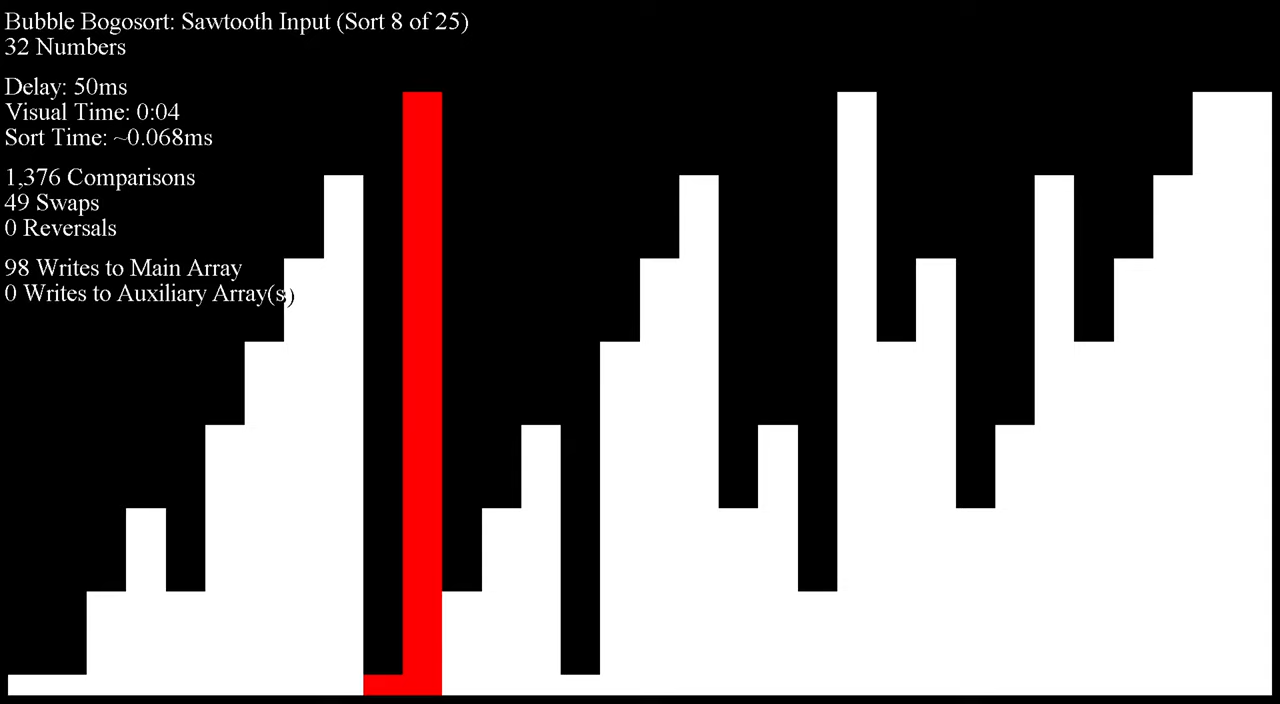 Bubble Bogosort: Sawtooth Input (Sort 8 of 25)
32 Numbers
Delay: 50ms
Visual Time: 0:04
Sort Time: ~0.068ms
1,376 Comparisons
49 Swaps
0 Reversals
98 Writes to Main Array
0 Writes to Auxiliary Array(s)